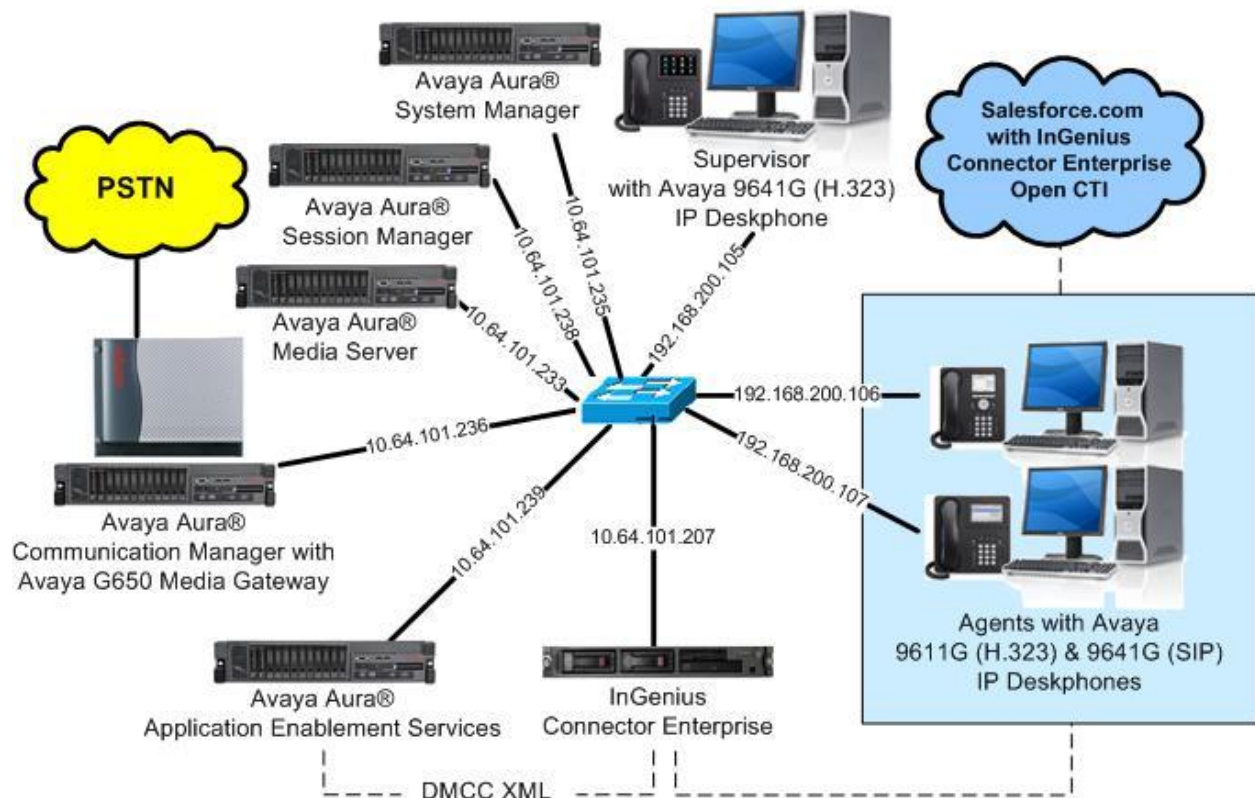 Avaya Aura®
System Manager
Supervisor
with Avaya 9641G (H.323)
IP Deskphone
Salesforce.com
with InGenius
Connector Enterprise
Open CTI
PSTN
Avaya Aura®
Session Manager
Avaya Aura®
Media Server
10.64.101.235
10.64.101.238
10.64.101.233
192.168.200.105
192.168.200.106
192.168.200.107
10.64.101.236
10.64.101.239
10.64.101.207
Avaya Aura®
Communication Manager with
Avaya G650 Media Gateway
Agents with Avaya
9611G (H.323) & 9641G (SIP)
IP Deskphones
Avaya Aura®
Application Enablement Services
InGenius
Connector Enterprise
DMCC XML